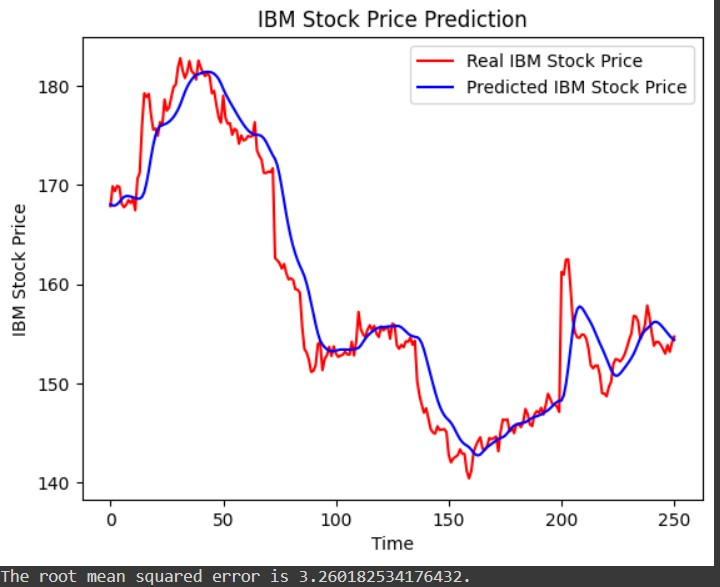 IBM Stock Price Prediction
Real IBM Stock Price
Predicted IBM Stock Price
180
170
160
150
140
IBM Stock Price
0 50 100 150 200 250
Time
The root mean squared error is 3.260182534176432.